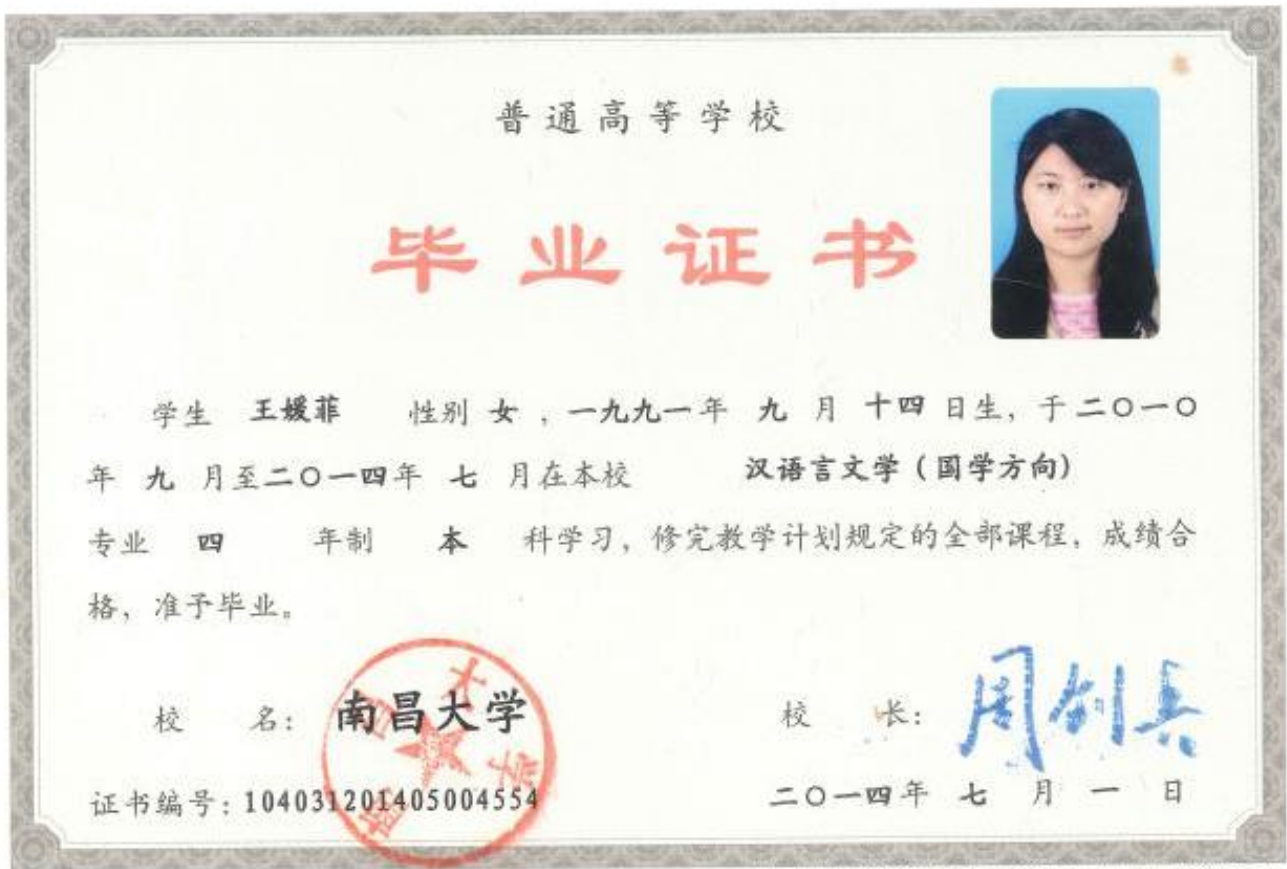 普通高等学校
毕业证书
学生 王媛菲 性别 女，一九九一年 九 月 十四 日生，于二〇一〇
年 九 月至二〇一四年 七 月在本校 汉语言文学（国学方向）
专业 四 年制 本 科学习，修完教学计划规定的全部课程，成绩合
格，准予毕业。
校 名：南昌大学
南昌大学
校 长：周创兵
证书编号：104031201405004554
二〇一四年 七 月 一 日